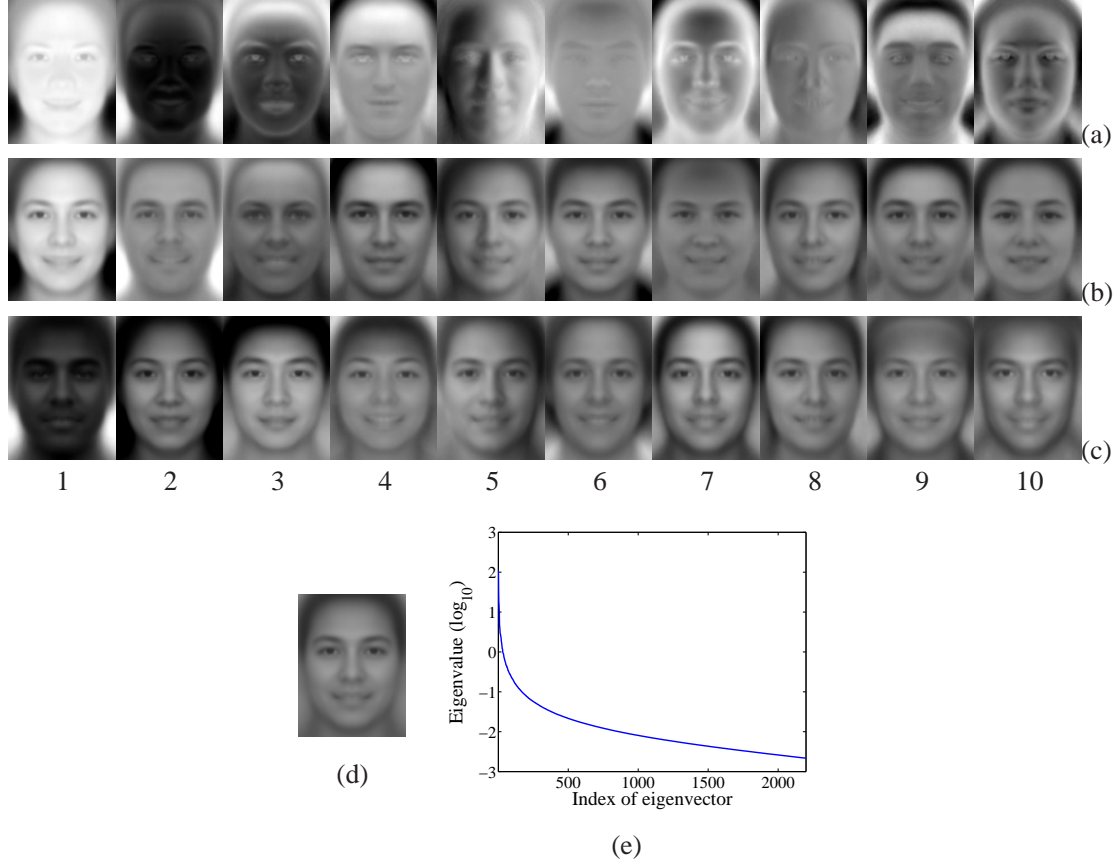 (a)
(b)
(c)
1 2 3 4 5 6 7 8 9 10
3
2
1
0
−1
−2
−3
Eigenvalue (log10)
500 1000 1500 2000
Index of eigenvector
(d)
(e)